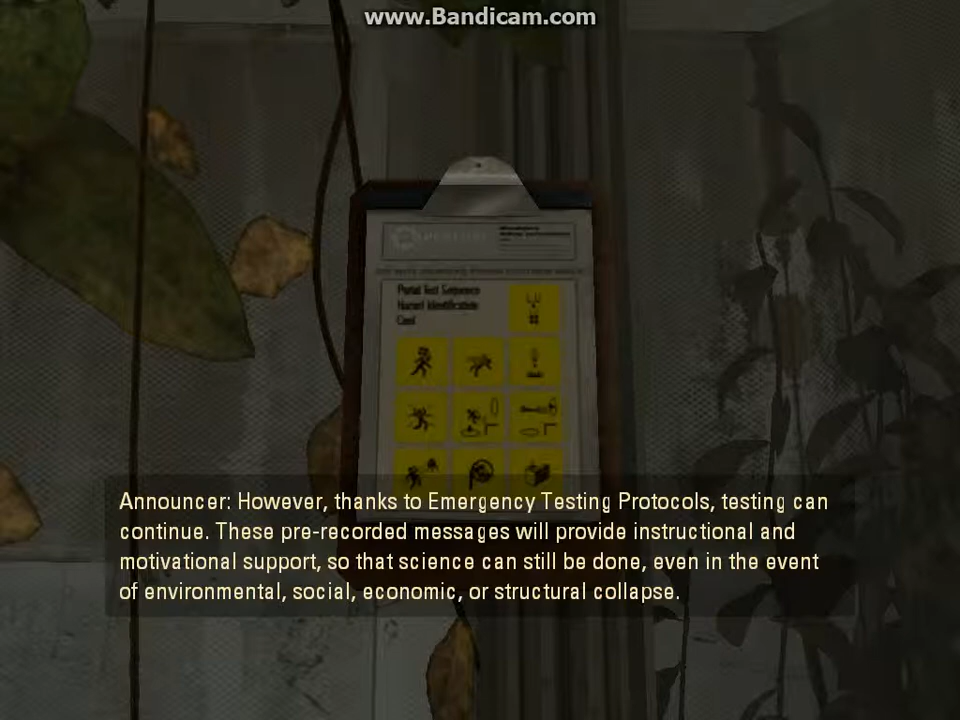 www.Bandicam.com
Portal Test Sequence
Hazard Identification
Card
Announcer: However, thanks to Emergency Testing Protocols, testing can
continue. These pre-recorded messages will provide instructional and
motivational support, so that science can still be done, even in the event
of environmental, social, economic, or structural collapse.